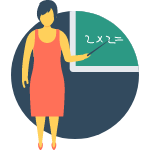 2 x 2 =